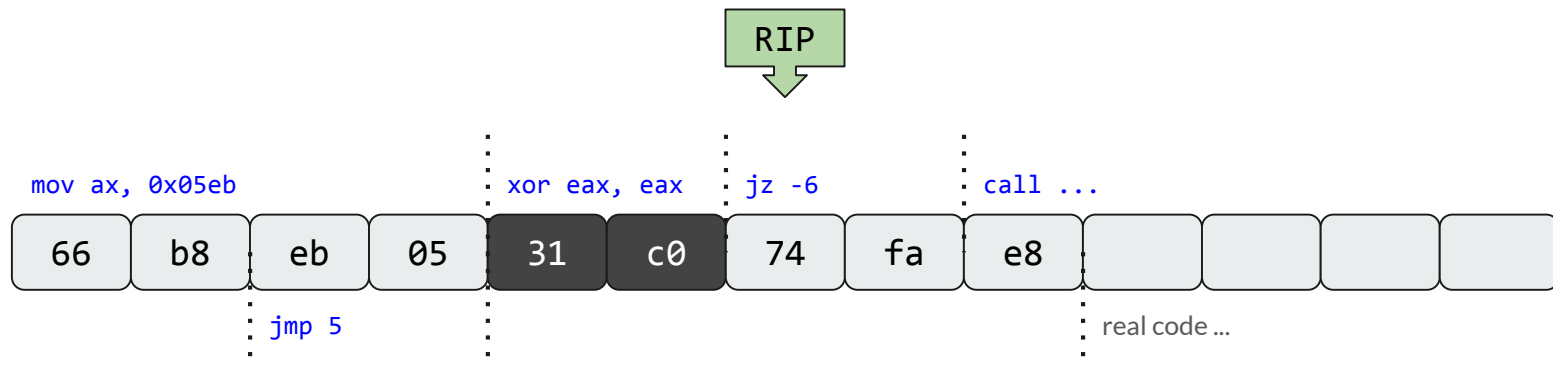 RIP
mov ax, 0x05eb xor eax, eax jz -6 call ...
66 b8 eb 05 31 c0 74 fa e8
jmp 5 real code ...